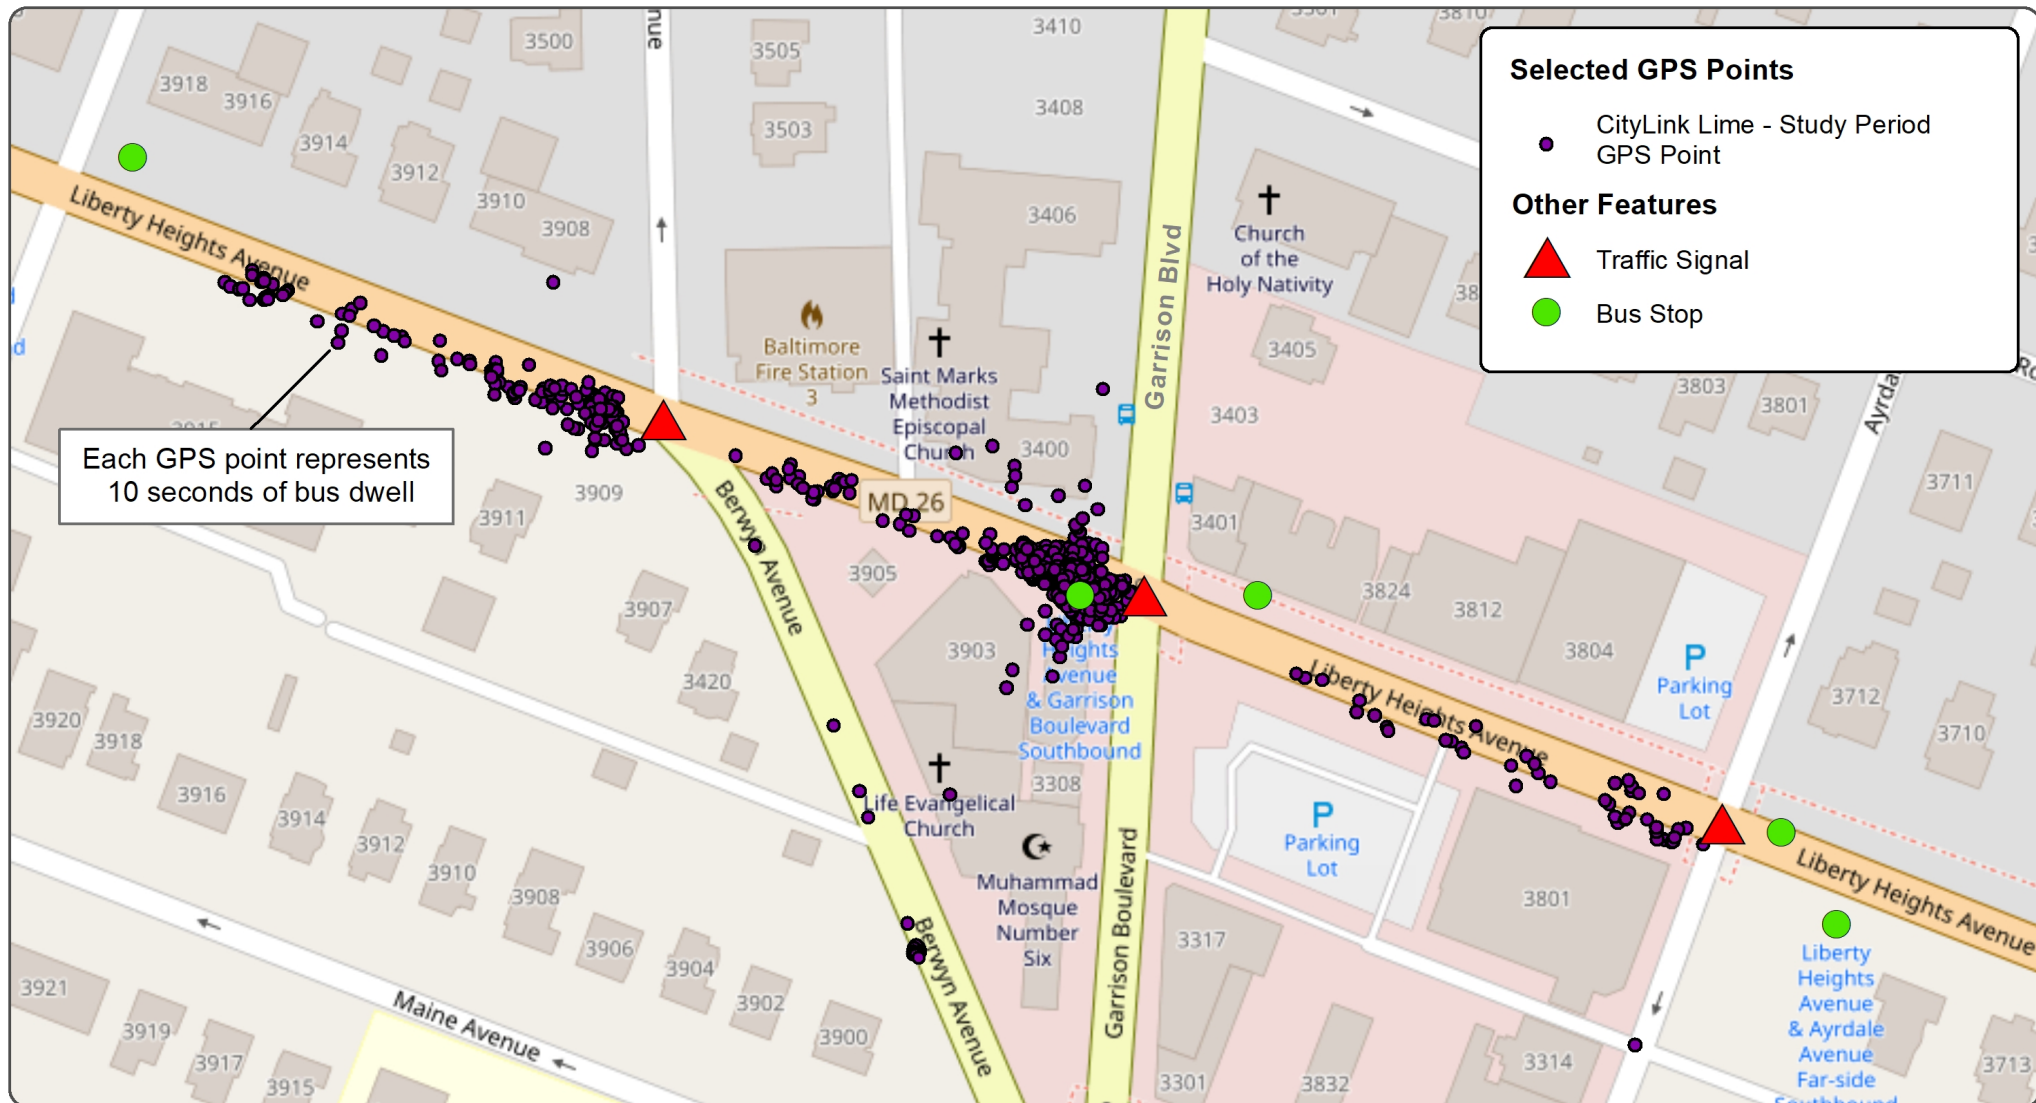 Selected GPS Points
CityLink Lime - Study Period
GPS Point
Other Features
Traffic Signal
Bus Stop
Each GPS point represents
10 seconds of bus dwell
3500
3505
3410
3918
3916
3914
3912
3910
3908
3503
3408
3406
Liberty Heights Avenue
Baltimore
Fire Station
3
Saint Marks
Methodist
Episcopal
Church
Church
of the
Holy Nativity
Garrison Blvd
3405
3403
3400
3401
3803
3801
3711
3909
3911
MD 26
Berwyn Avenue
3905
3907
3903
3420
3824
3812
3804
P
Parking
Lot
3712
3710
Heights
Avenue
& Garrison
Boulevard
Southbound
Liberty Heights Avenue
3920
3918
3916
3914
3912
3910
3908
3906
3904
3902
3900
3308
Life Evangelical
Church
Muhammad
Mosque
Number
Six
P
Parking
Lot
3801
Liberty Heights Avenue
Garrison Boulevard
Berwyn Avenue
3317
3921
3919
3917
3915
Maine Avenue
3301
3832
3314
Liberty
Heights
Avenue
& Ayrdale
Avenue
Far-side
Southbound
3713